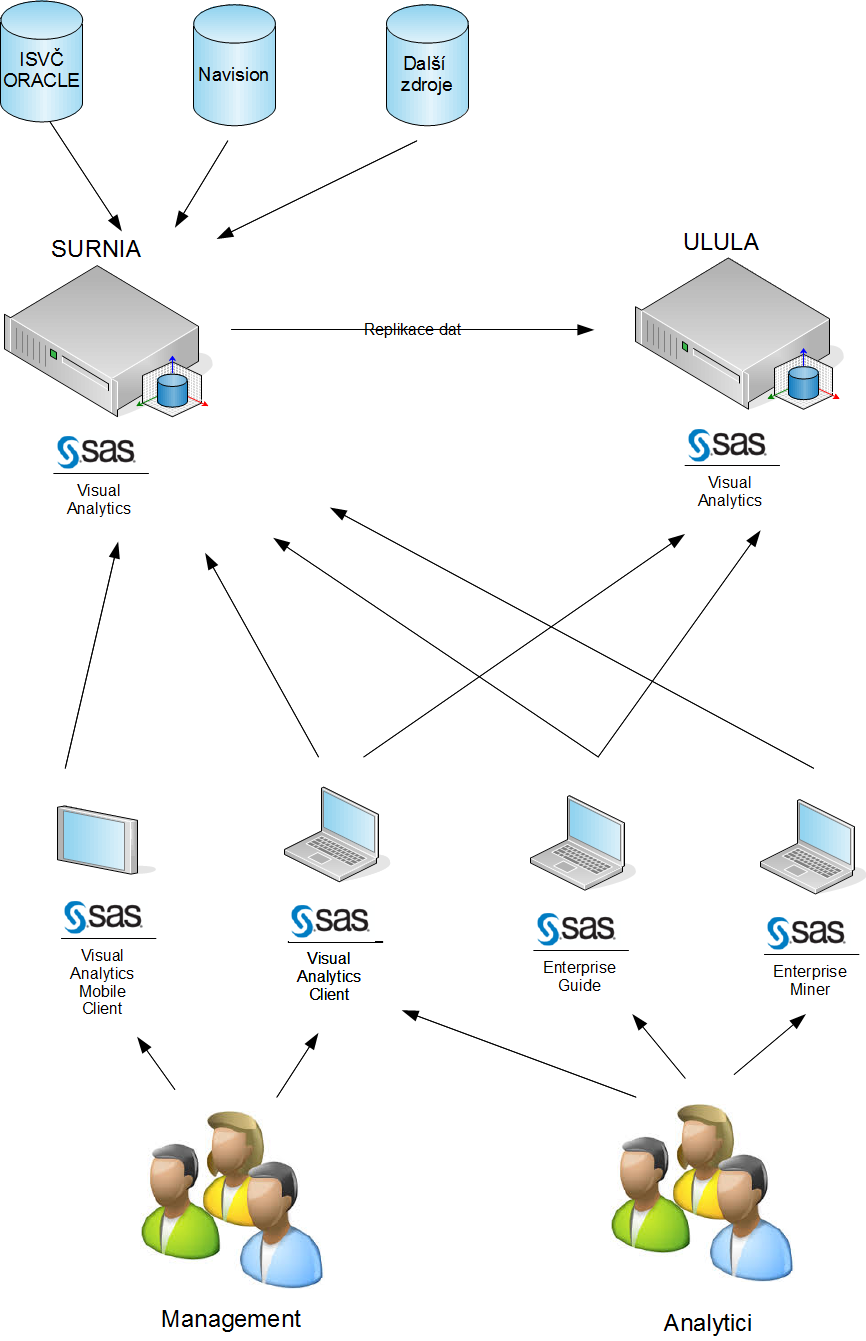 ISVČ
ORACLE
Navision
Další
zdroje
SURNIA
ULULA
Replikace dat
sas
Visual
Analytics
sas
Visual
Analytics
sas
Visual
Analytics
Mobile
Client
sas
Visual
Analytics
Client
sas
Enterprise
Guide
sas
Enterprise
Miner
Management
Analytici